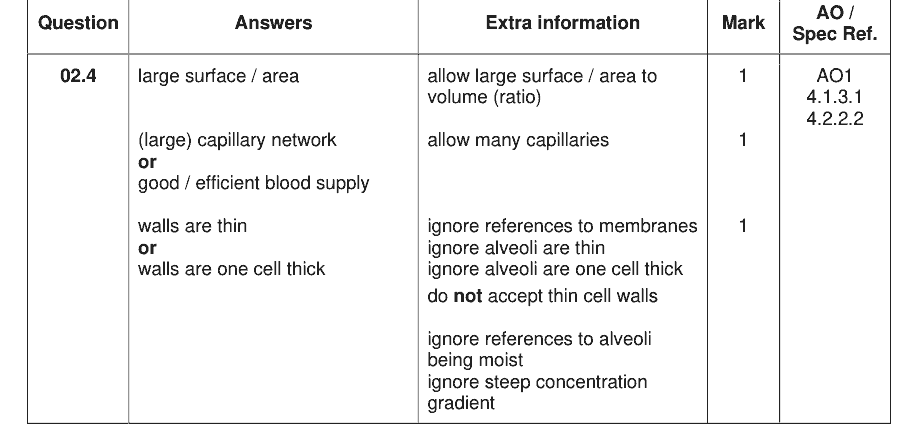 Question Answers Extra information Mark AO /
Spec Ref.
02.4 large surface / area allow large surface / area to 1 AO1
volume (ratio) 4.1.3.1
4.2.2.2
(large) capillary network allow many capillaries 1
or
good / efficient blood supply
walls are thin ignore references to membranes 1
or ignore alveoli are thin
walls are one cell thick ignore alveoli are one cell thick
do not accept thin cell walls
ignore references to alveoli
being moist
ignore steep concentration
gradient